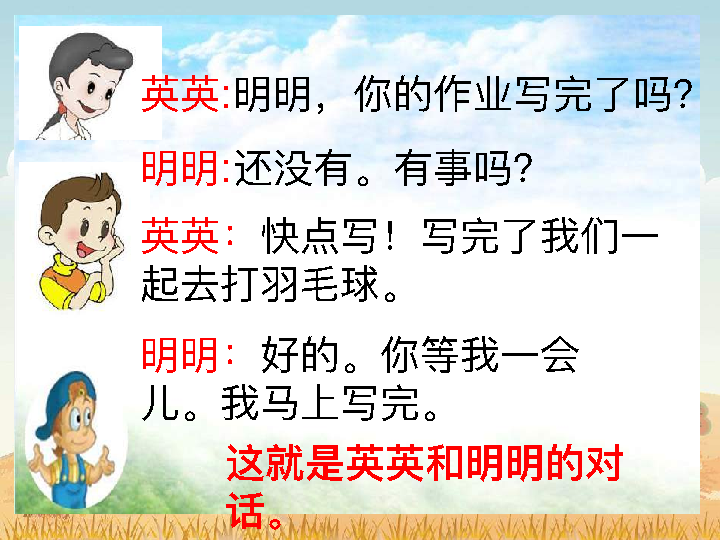 英英:明明，你的作业写完了吗?
明明:还没有。有事吗?
英英：快点写！写完了我们一
起去打羽毛球。
明明：好的。你等我一会
儿。我马上写完。
这就是英英和明明的对
话。